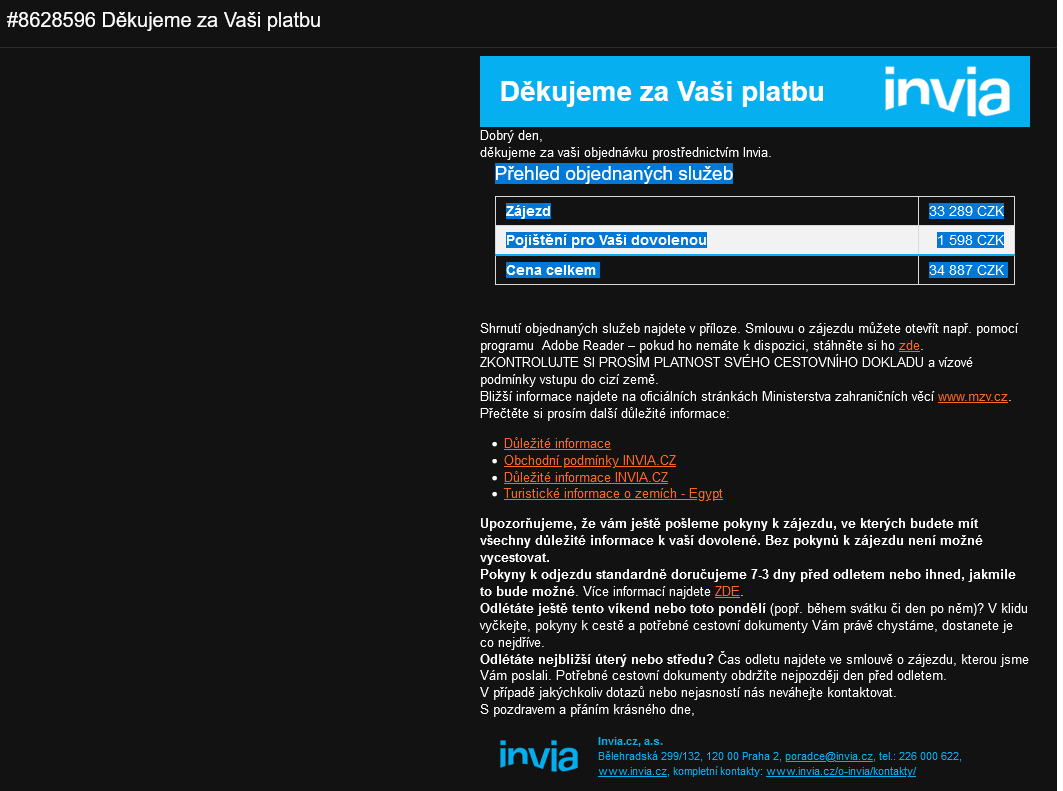 #8628596 Děkujeme za Vaši platbu
Děkujeme za Vaši platbu
invia
Dobrý den,
děkujeme za vaši objednávku prostřednictvím Invia.
Přehled objednaných služeb
Zájezd 33 289 CZK
Pojištění pro Vaši dovolenou 1 598 CZK
Cena celkem 34 887 CZK
Shrnutí objednaných služeb najdete v příloze. Smlouvu o zájezdu můžete otevřít např. pomocí
programu  Adobe Reader – pokud ho nemáte k dispozici, stáhněte si ho zde.
ZKONTROLUJTE SI PROSÍM PLATNOST SVÉHO CESTOVNÍHO DOKLADU a vízové
podmínky vstupu do cizí země.
Bližší informace najdete na oficiálních stránkách Ministerstva zahraničních věcí www.mzv.cz.
Přečtěte si prosím další důležité informace:
• Důležité informace
• Obchodní podmínky INVIA.CZ
• Důležité informace INVIA.CZ
• Turistické informace o zemích - Egypt
Upozorňujeme, že vám ještě pošleme pokyny k zájezdu, ve kterých budete mít
všechny důležité informace k vaší dovolené. Bez pokynů k zájezdu není možné
vycestovat.
Pokyny k odjezdu standardně doručujeme 7-3 dny před odletem nebo ihned, jakmile
to bude možné. Více informací najdete ZDE.
Odlétáte ještě tento víkend nebo toto pondělí (popř. během svátku či den po něm)? V klidu
vyčkejte, pokyny k cestě a potřebné cestovní dokumenty Vám právě chystáme, dostanete je
co nejdříve.
Odlétáte nejbližší úterý nebo středu? Čas odletu najdete ve smlouvě o zájezdu, kterou jsme
Vám poslali. Potřebné cestovní dokumenty obdržíte nejpozději den před odletem.
V případě jakýchkoliv dotazů nebo nejasností nás neváhejte kontaktovat.
S pozdravem a přáním krásného dne,
invia
Invia.cz, a.s.
Bělehradská 299/132, 120 00 Praha 2, poradce@invia.cz, tel.: 226 000 622,
www.invia.cz, kompletní kontakty: www.invia.cz/o-invia/kontakty/